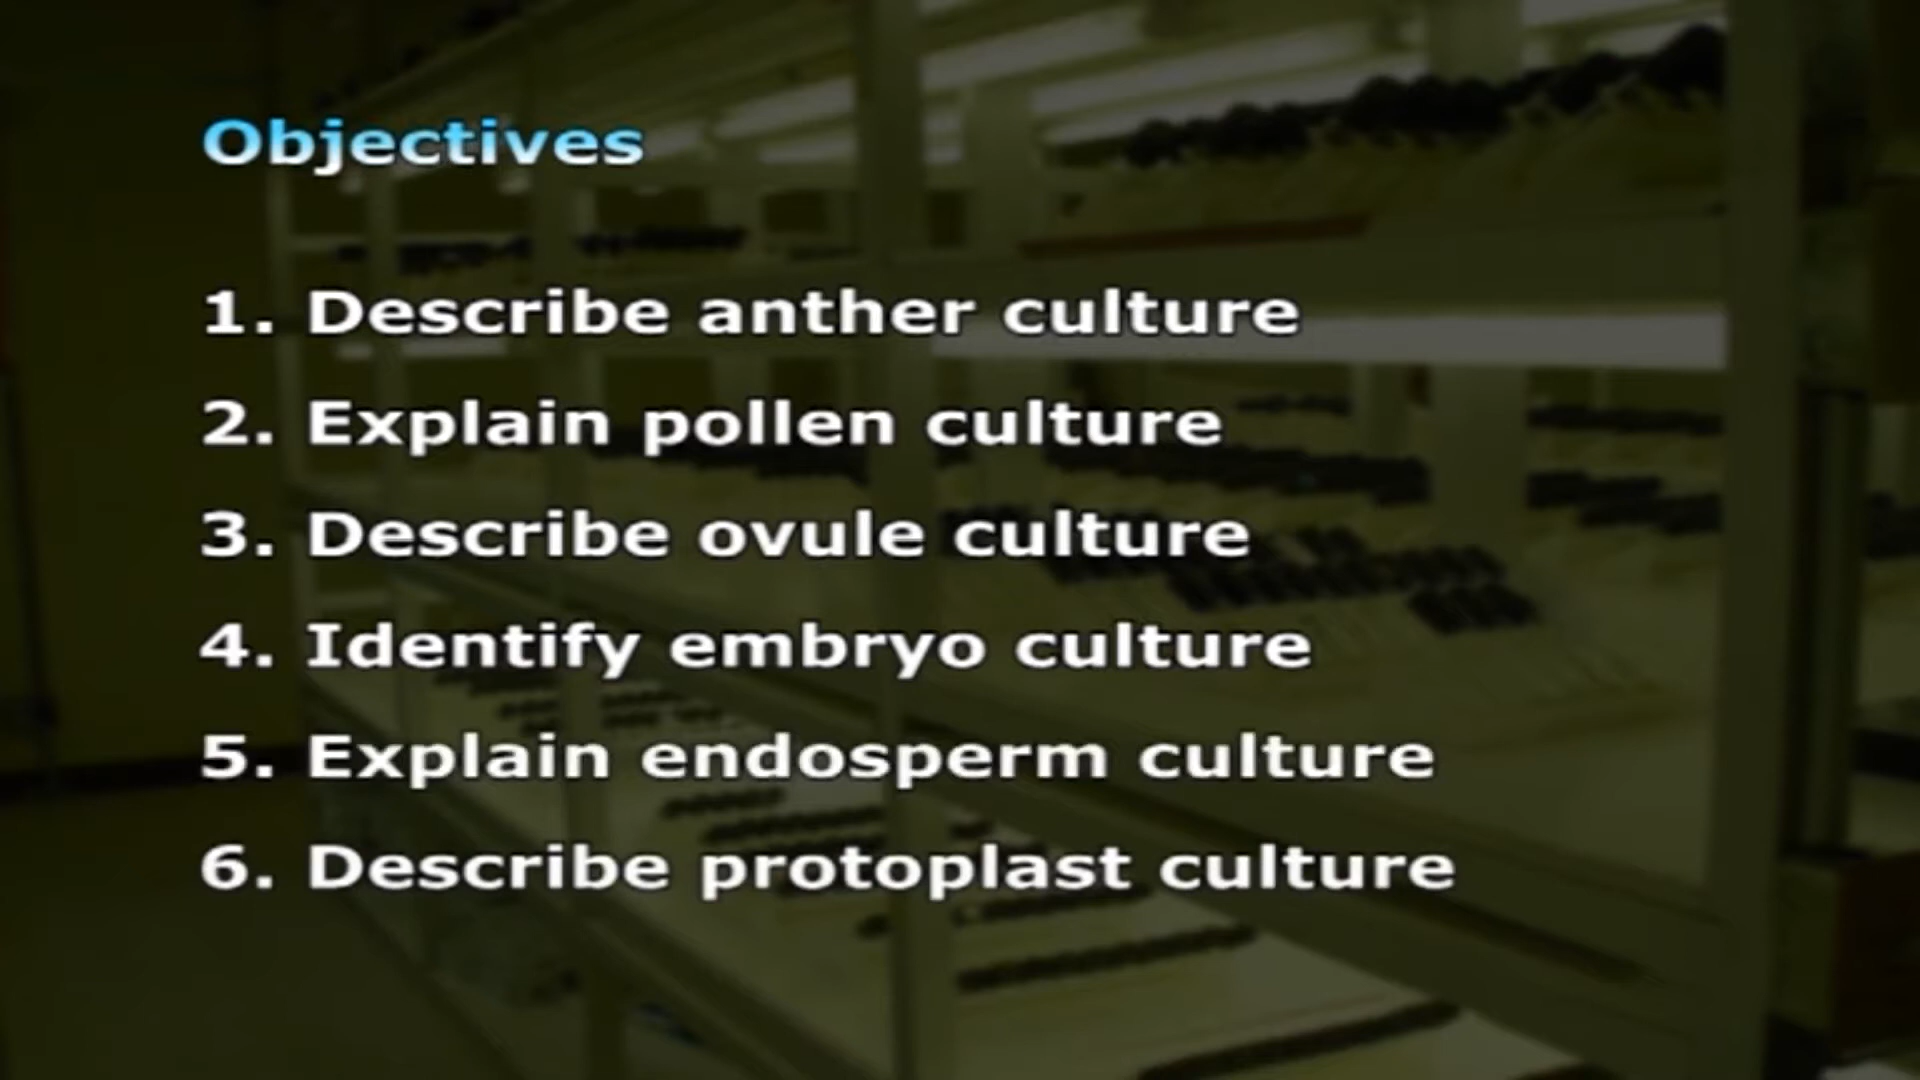 Objectives
1. Describe anther culture
2. Explain pollen culture
3. Describe ovule culture
4. Identify embryo culture
5. Explain endosperm culture
6. Describe protoplast culture